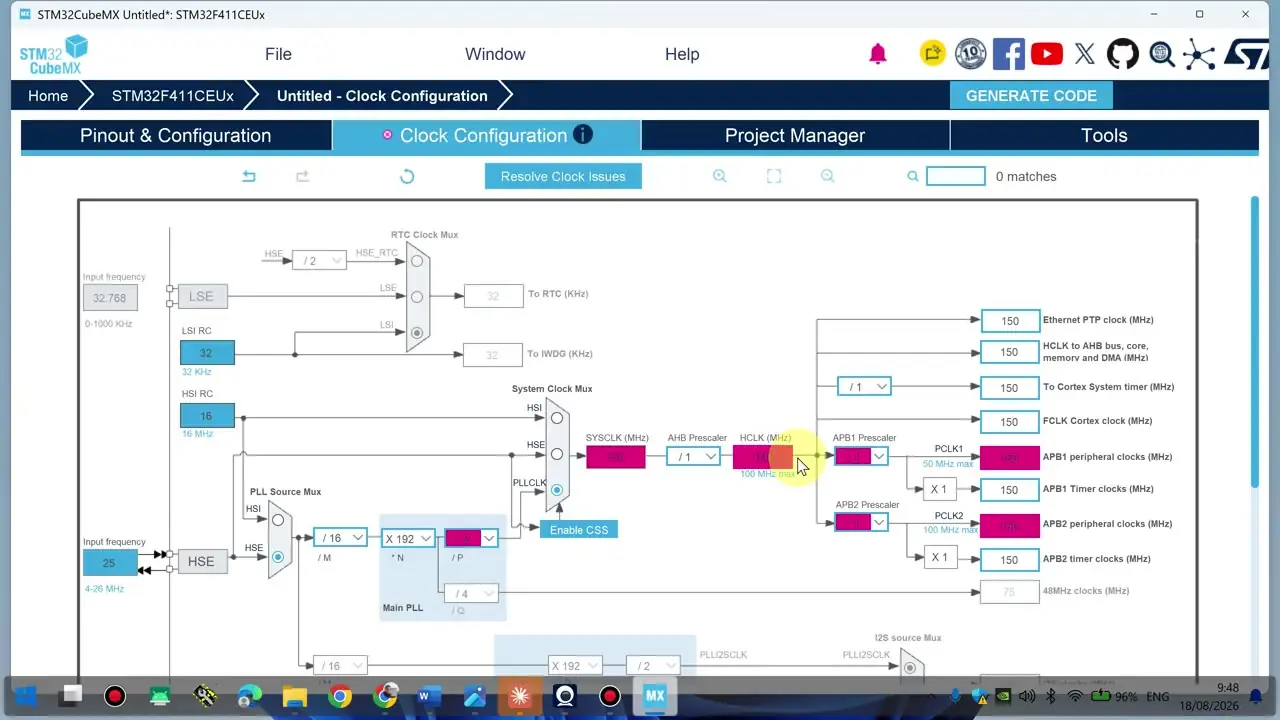 STM32CubeMX Untitled*: STM32F411CEUx
STM32
CubeMX
File
Window
Help
Home
STM32F411CEUx
Untitled - Clock Configuration
GENERATE CODE
Pinout & Configuration
Clock Configuration
Project Manager
Tools
Resolve Clock Issues
0 matches
RTC Clock Mux
HSE
/ 2
HSE_RTC
Input frequency
32.768
0-1000 KHz
LSE
LSE
32
To RTC (KHz)
LSI RC
LSI
32
32 KHz
32
To IWDG (KHz)
HSI RC
16
16 MHz
System Clock Mux
HSI
HSE
PLLCLK
Enable CSS
SYSCLK (MHz)
AHB Prescaler
/ 1
HCLK (MHz)
100 MHz max
150
Ethernet PTP clock (MHz)
150
HCLK to AHB bus, core,
memory and DMA (MHz)
/ 1
150
To Cortex System timer (MHz)
150
FCLK Cortex clock (MHz)
APB1 Prescaler
PCLK1
50 MHz max
APB1 peripheral clocks (MHz)
X 1
150
APB1 Timer clocks (MHz)
APB2 Prescaler
PCLK2
100 MHz max
APB2 peripheral clocks (MHz)
X 1
150
APB2 timer clocks (MHz)
75
48MHz clocks (MHz)
PLL Source Mux
HSI
HSE
Input frequency
25
4-26 MHz
HSE
/ 16
/ M
X 192
* N
/ P
/ 4
/ Q
Main PLL
/ 16
X 192
/ 2
PLLI2SCLK
I2S source Mux
PLLI2SCLK
96%
ENG
9:48
18/08/2026